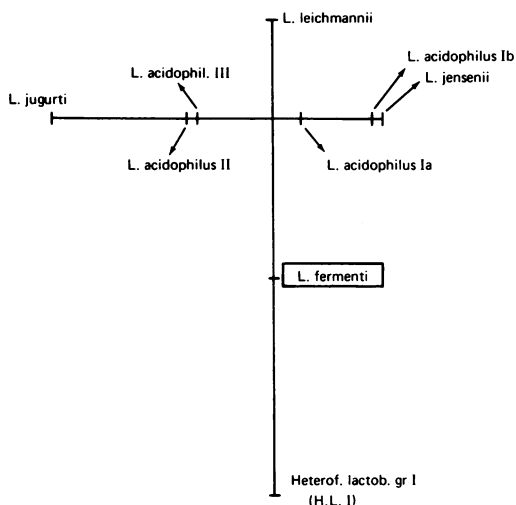 L. leichmannii
L. acidophilus Ib
L. acidophil. III
L. jensenii
L. jugurti
L. acidophilus II
L. acidophilus Ia
L. fermenti
Heterof. lactob. gr I
(H.L. I)